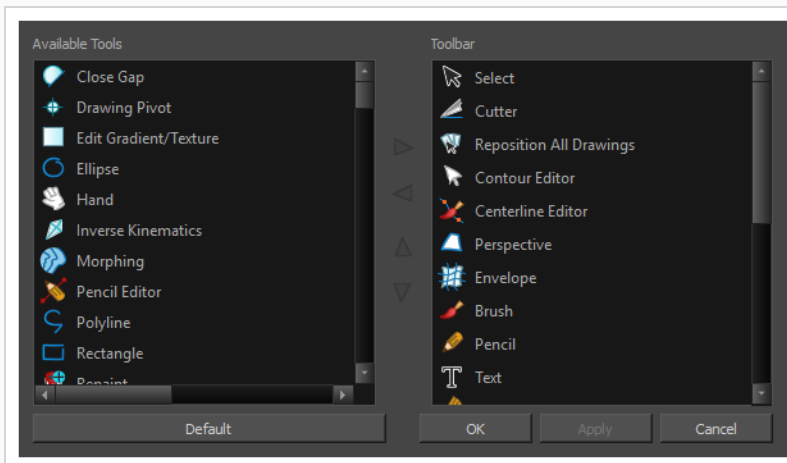 Available Tools
Close Gap
Drawing Pivot
Edit Gradient/Texture
Ellipse
Hand
Inverse Kinematics
Morphing
Pencil Editor
Polyline
Rectangle
Repaint
Default
Toolbar
Select
Cutter
Reposition All Drawings
Contour Editor
Centerline Editor
Perspective
Envelope
Brush
Pencil
Text
OK
Apply
Cancel